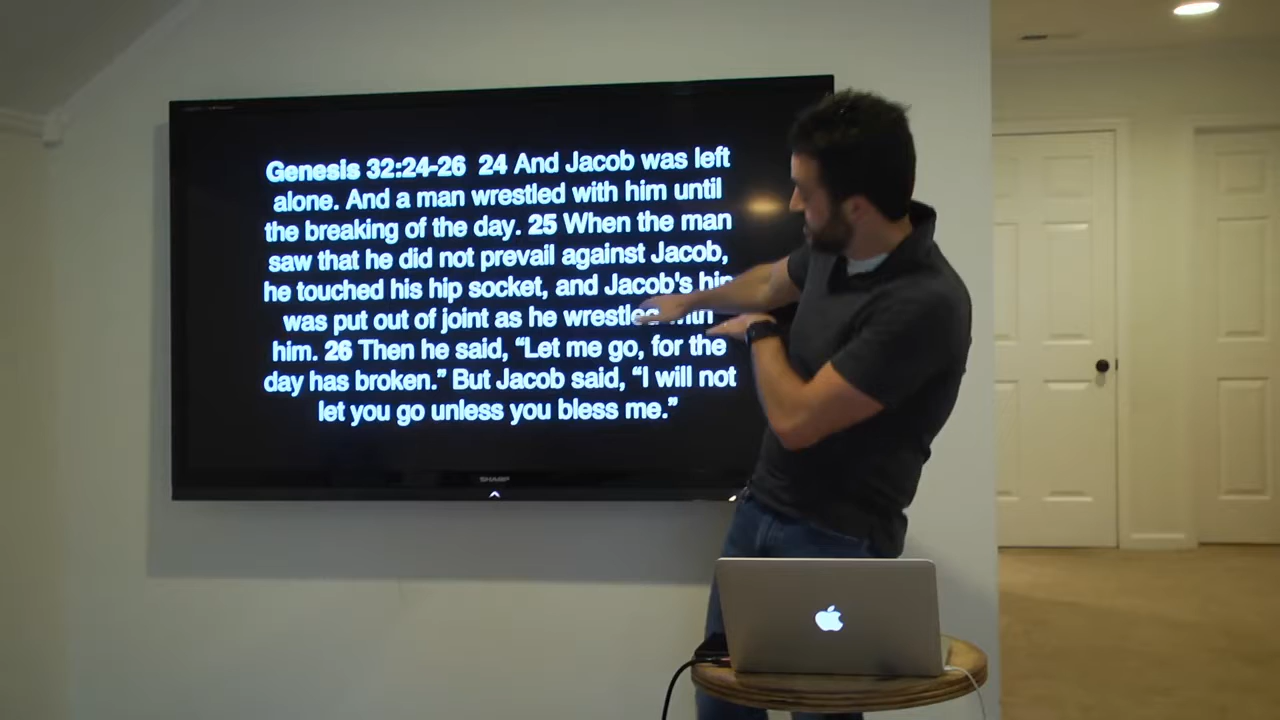 Genesis 32:24-26 24 And Jacob was left
alone. And a man wrestled with him until
the breaking of the day. 25 When the man
saw that he did not prevail against Jacob,
he touched his hip socket, and Jacob's hip
was put out of joint as he wrestled with
him. 26 Then he said, “Let me go, for the
day has broken.” But Jacob said, “I will not
let you go unless you bless me.”
SHARP